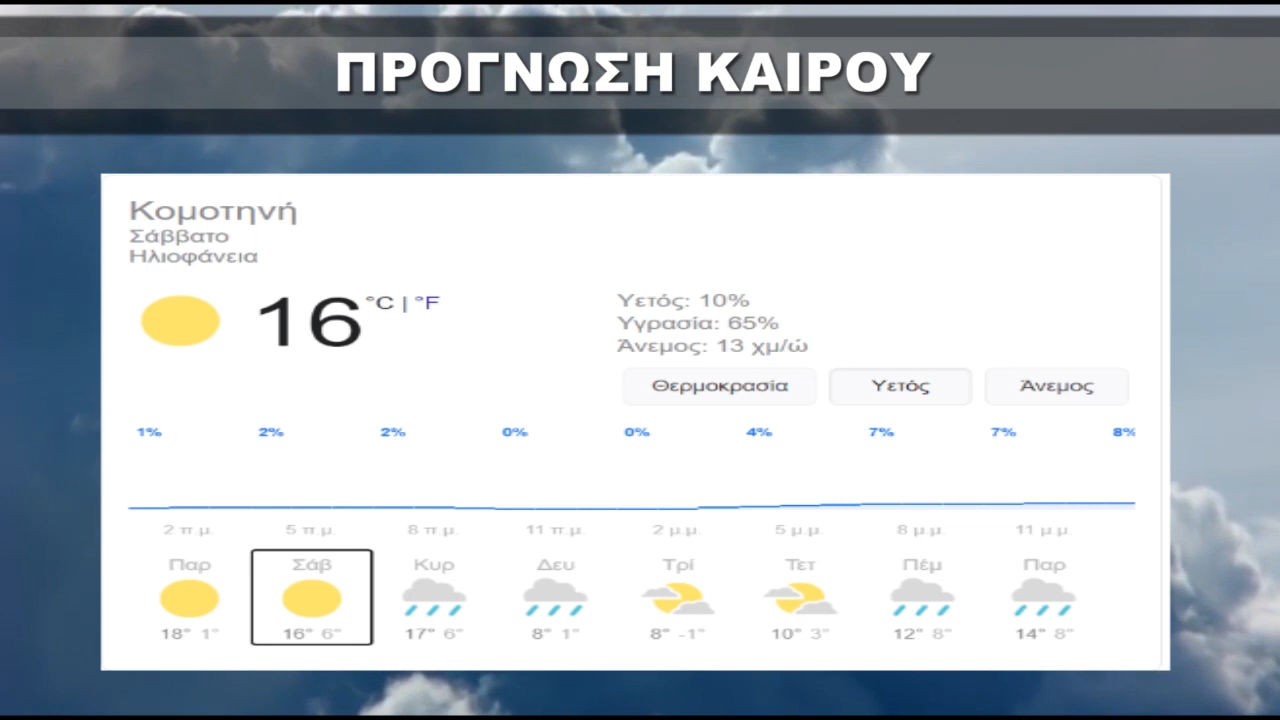 ΠΡΟΓΝΩΣΗ ΚΑΙΡΟΥ
Κομοτηνή
Σάββατο
Ηλιοφάνεια
16 °C | °F
Υετός: 10%
Υγρασία: 65%
Άνεμος: 13 χμ/ώ
Θερμοκρασία Υετός Άνεμος
1% 2% 2% 0% 0% 4% 7% 7% 8%
2 π.μ. 5 π.μ. 8 π.μ. 11 π.μ. 2 μ.μ. 5 μ.μ. 8 μ.μ. 11 μ.μ.
Παρ Σάβ Κυρ Δευ Τρί Τετ Πέμ Παρ
18° 1° 16° 6° 17° 6° 8° 1° 8° -1° 10° 3° 12° 8° 14° 8°